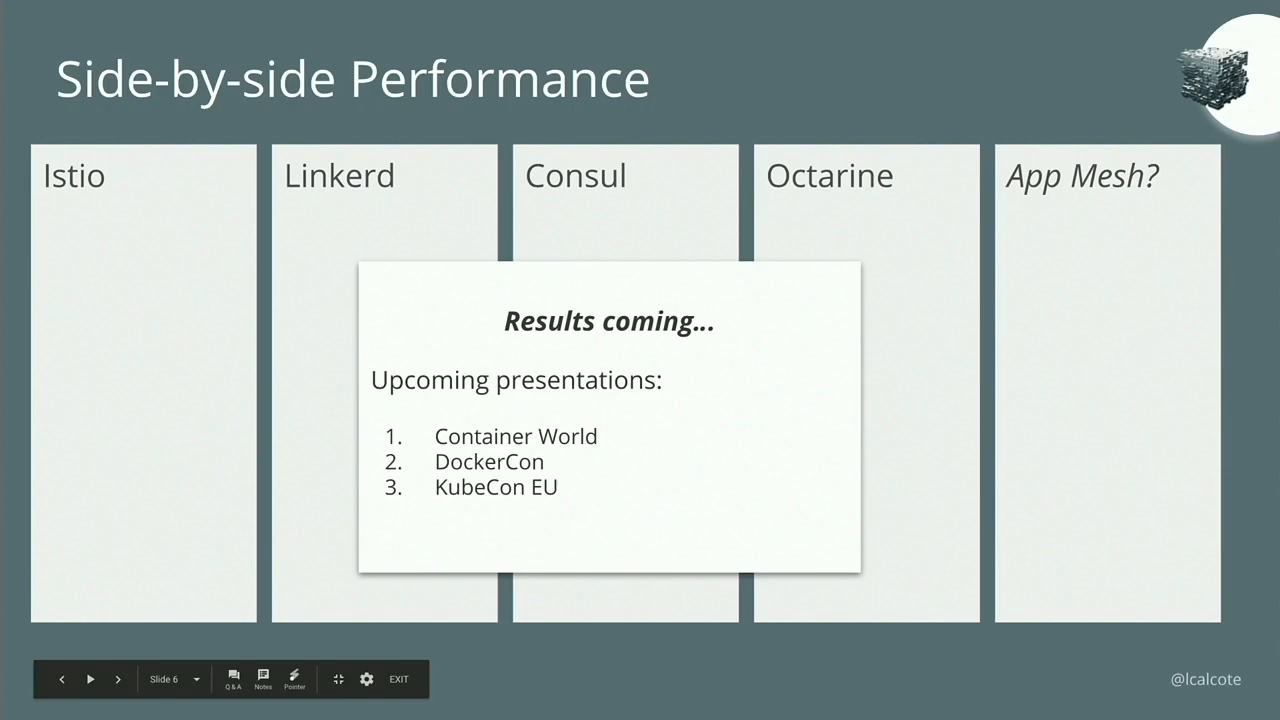 Side-by-side Performance
Istio
Linkerd
Consul
Octarine
App Mesh?
Results coming...
Upcoming presentations:
1. Container World
2. DockerCon
3. KubeCon EU
Slide 6
Q & A
Notes
Pointer
EXIT
@lcalcote